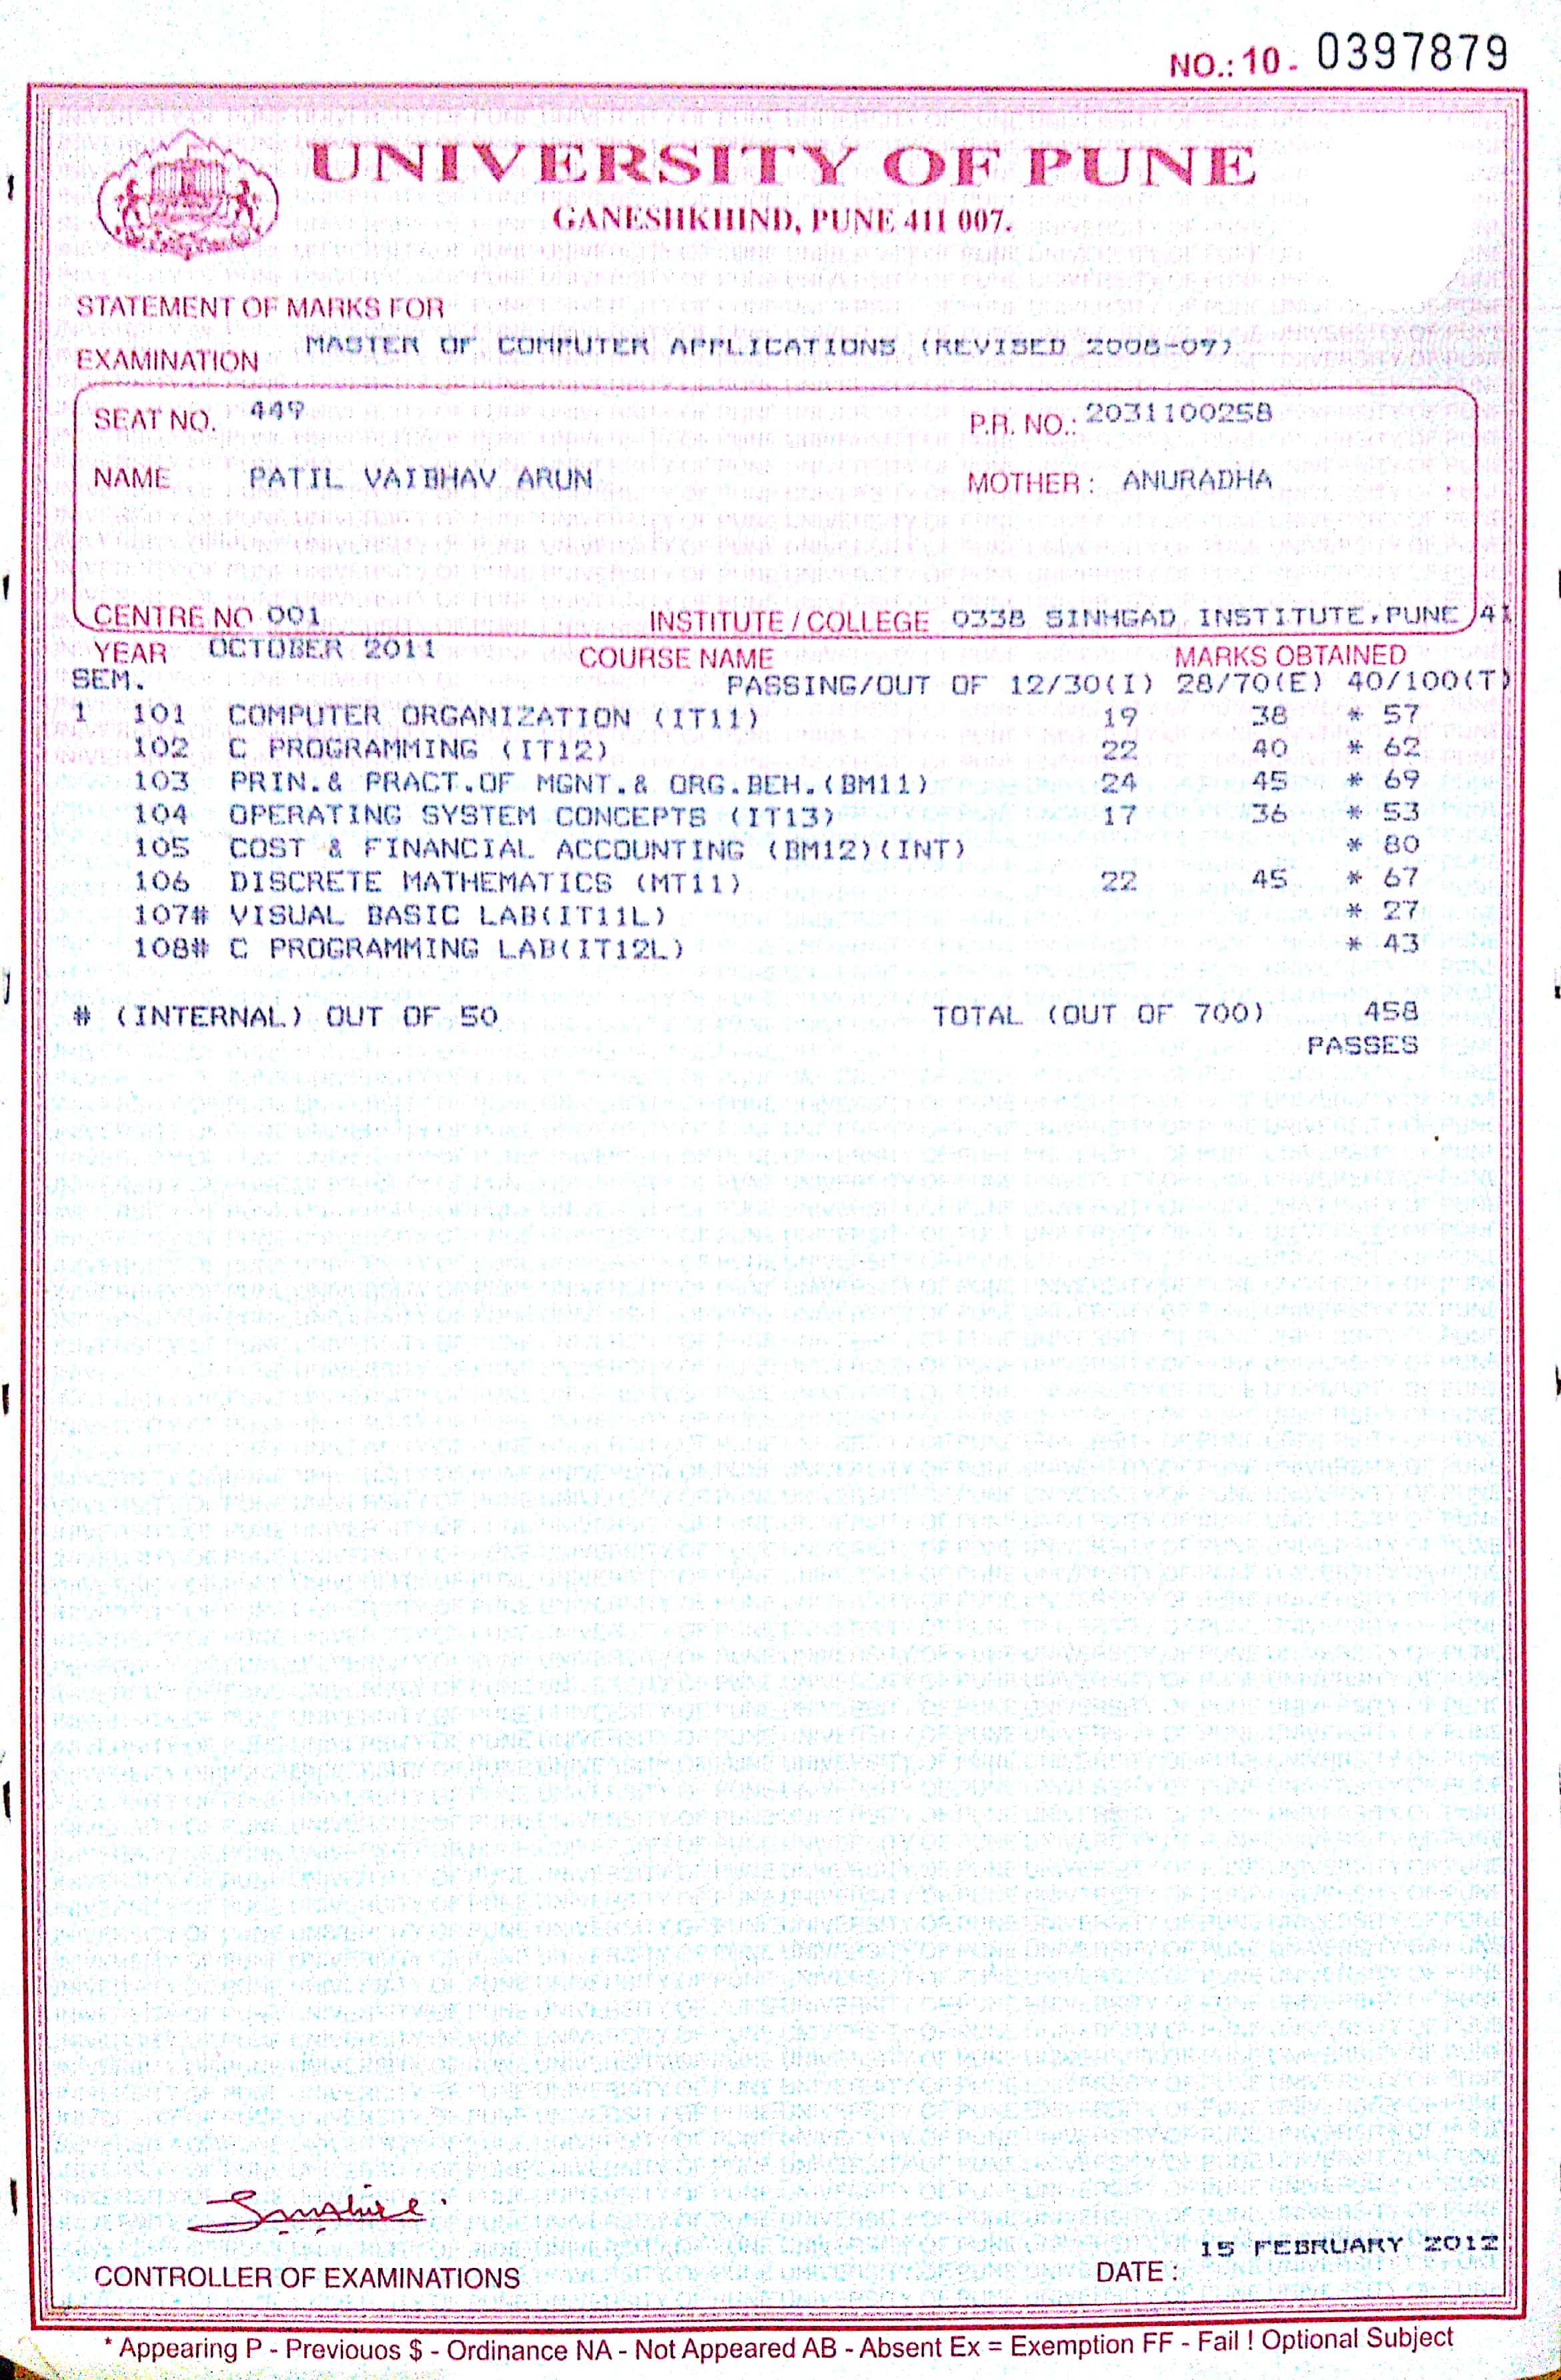 NO.: 10 - 0397879
UNIVERSITY OF PUNE
GANESHKHIND, PUNE 411 007.
STATEMENT OF MARKS FOR
EXAMINATION MASTER OF COMPUTER APPLICATIONS (REVISED 2008-09)
SEAT NO. 449 P.R. NO.: 2031100258
NAME PATIL VAIBHAV ARUN MOTHER : ANURADHA
CENTRE NO 001 INSTITUTE / COLLEGE 0338 SINHGAD INSTITUTE, PUNE 41
YEAR OCTOBER 2011 COURSE NAME MARKS OBTAINED
SEM. PASSING/OUT OF 12/30(I) 28/70(E) 40/100(T)
1 101 COMPUTER ORGANIZATION (IT11) 19 38 * 57
102 C PROGRAMMING (IT12) 22 40 * 62
103 PRIN.& PRACT.OF MGNT.& ORG.BEH.(BM11) 24 45 * 69
104 OPERATING SYSTEM CONCEPTS (IT13) 17 36 * 53
105 COST & FINANCIAL ACCOUNTING (BM12)(INT) * 80
106 DISCRETE MATHEMATICS (MT11) 22 45 * 67
107# VISUAL BASIC LAB(IT11L) * 27
108# C PROGRAMMING LAB(IT12L) * 43
# (INTERNAL) OUT OF 50 TOTAL (OUT OF 700) 458
PASSES
CONTROLLER OF EXAMINATIONS DATE : 15 FEBRUARY 2012
* Appearing P - Previouos $ - Ordinance NA - Not Appeared AB - Absent Ex = Exemption FF - Fail ! Optional Subject